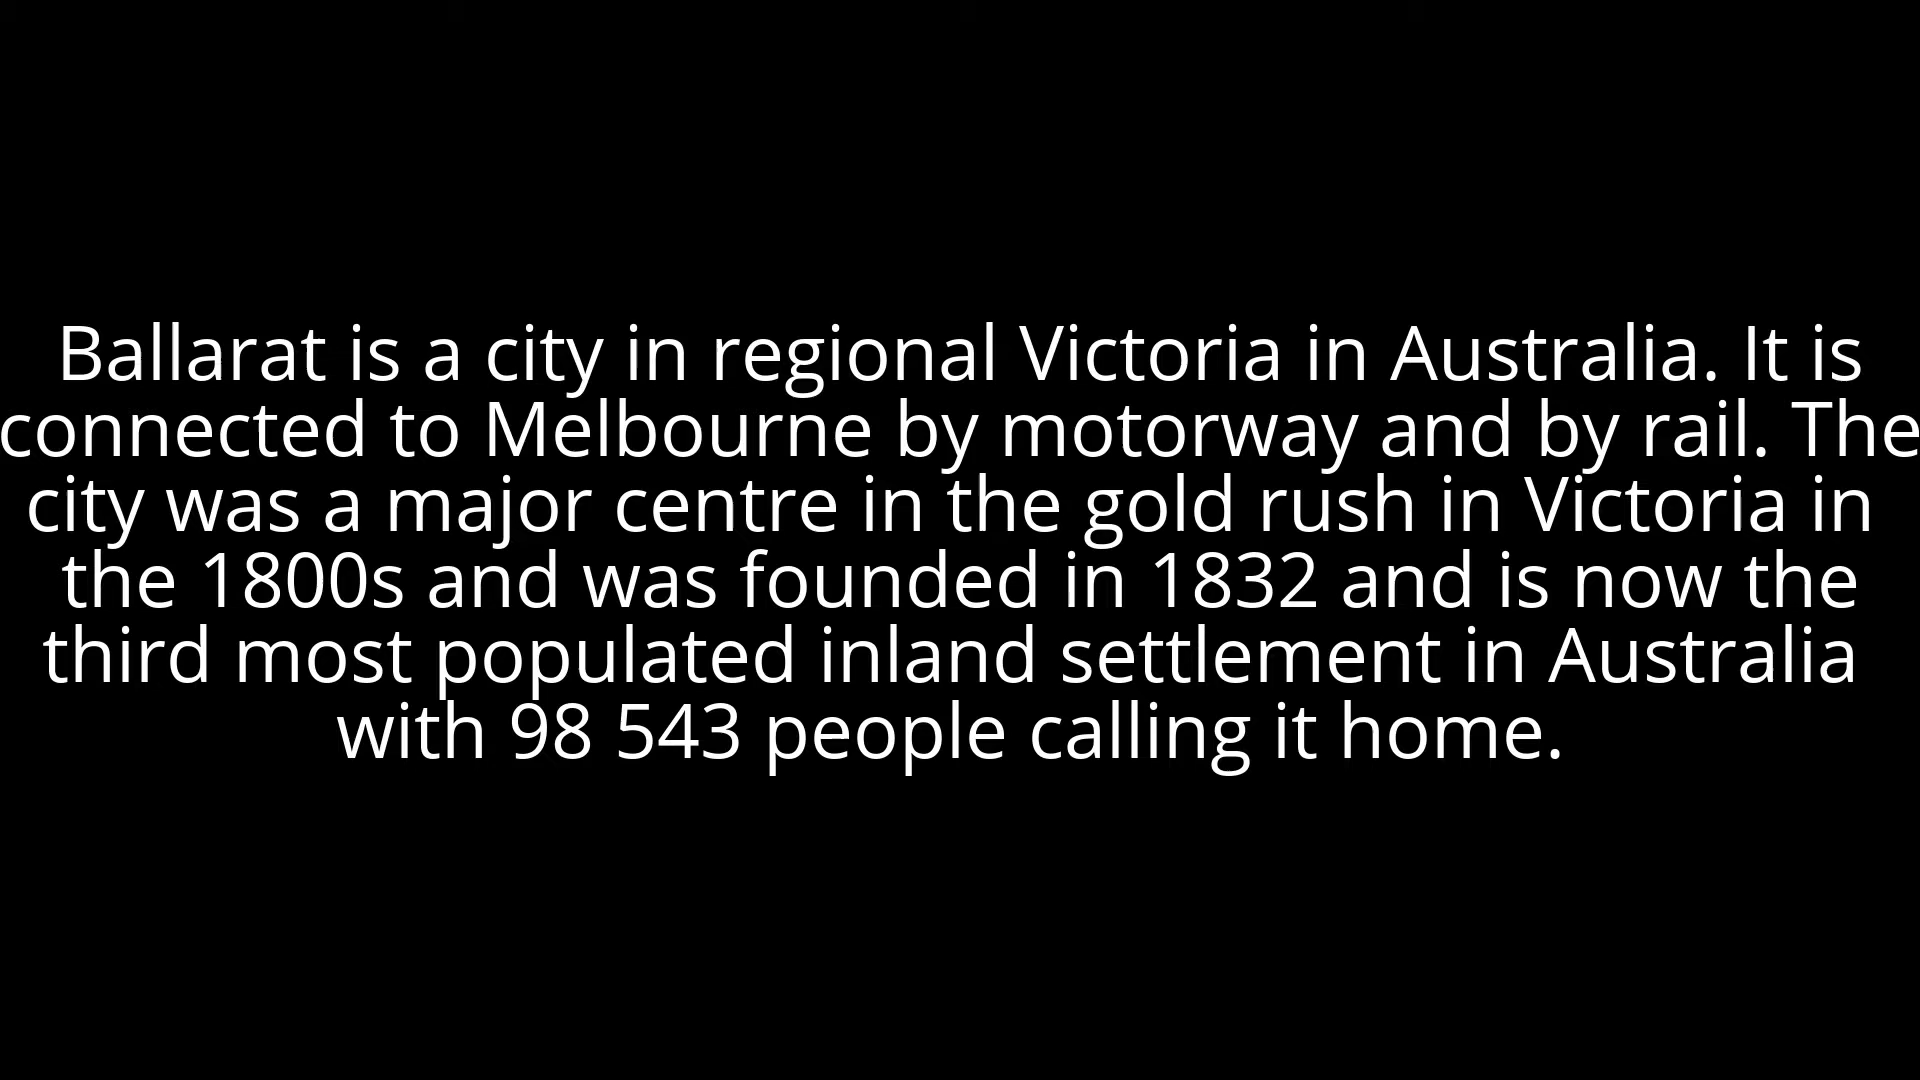 Ballarat is a city in regional Victoria in Australia. It is
connected to Melbourne by motorway and by rail. The
city was a major centre in the gold rush in Victoria in
the 1800s and was founded in 1832 and is now the
third most populated inland settlement in Australia
with 98 543 people calling it home.